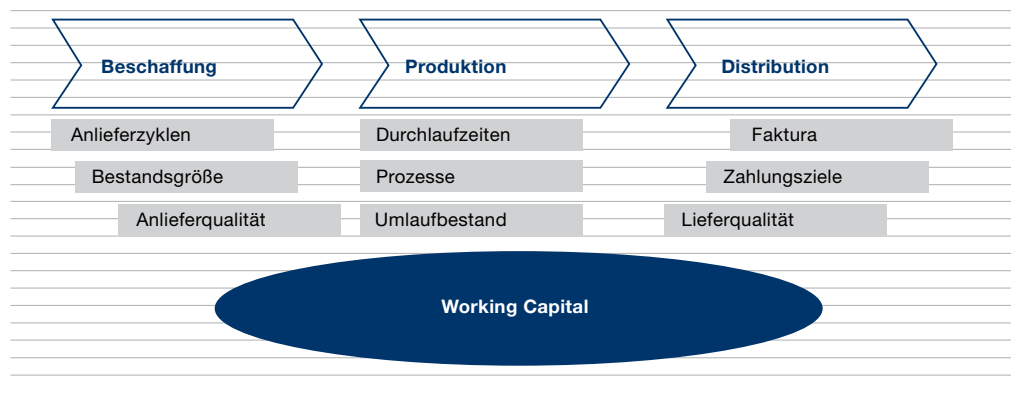 Beschaffung
Produktion
Distribution
Anlieferzyklen
Durchlaufzeiten
Faktura
Bestandsgröße
Prozesse
Zahlungsziele
Anlieferqualität
Umlaufbestand
Lieferqualität
Working Capital